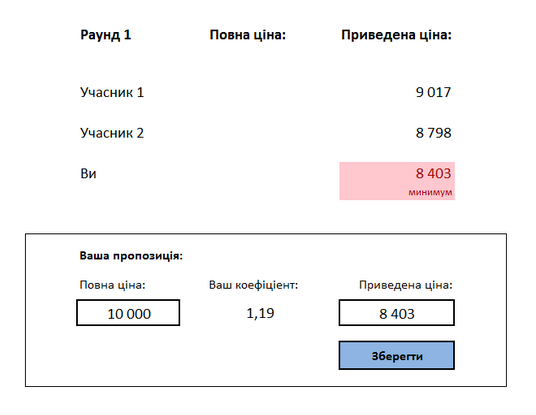 Раунд 1 Повна ціна: Приведена ціна:
Учасник 1 9 017
Учасник 2 8 798
Ви 8 403
минимум
Ваша пропозиція:
Повна ціна: Ваш коефіціент: Приведена ціна:
10 000 1,19 8 403
Зберегти